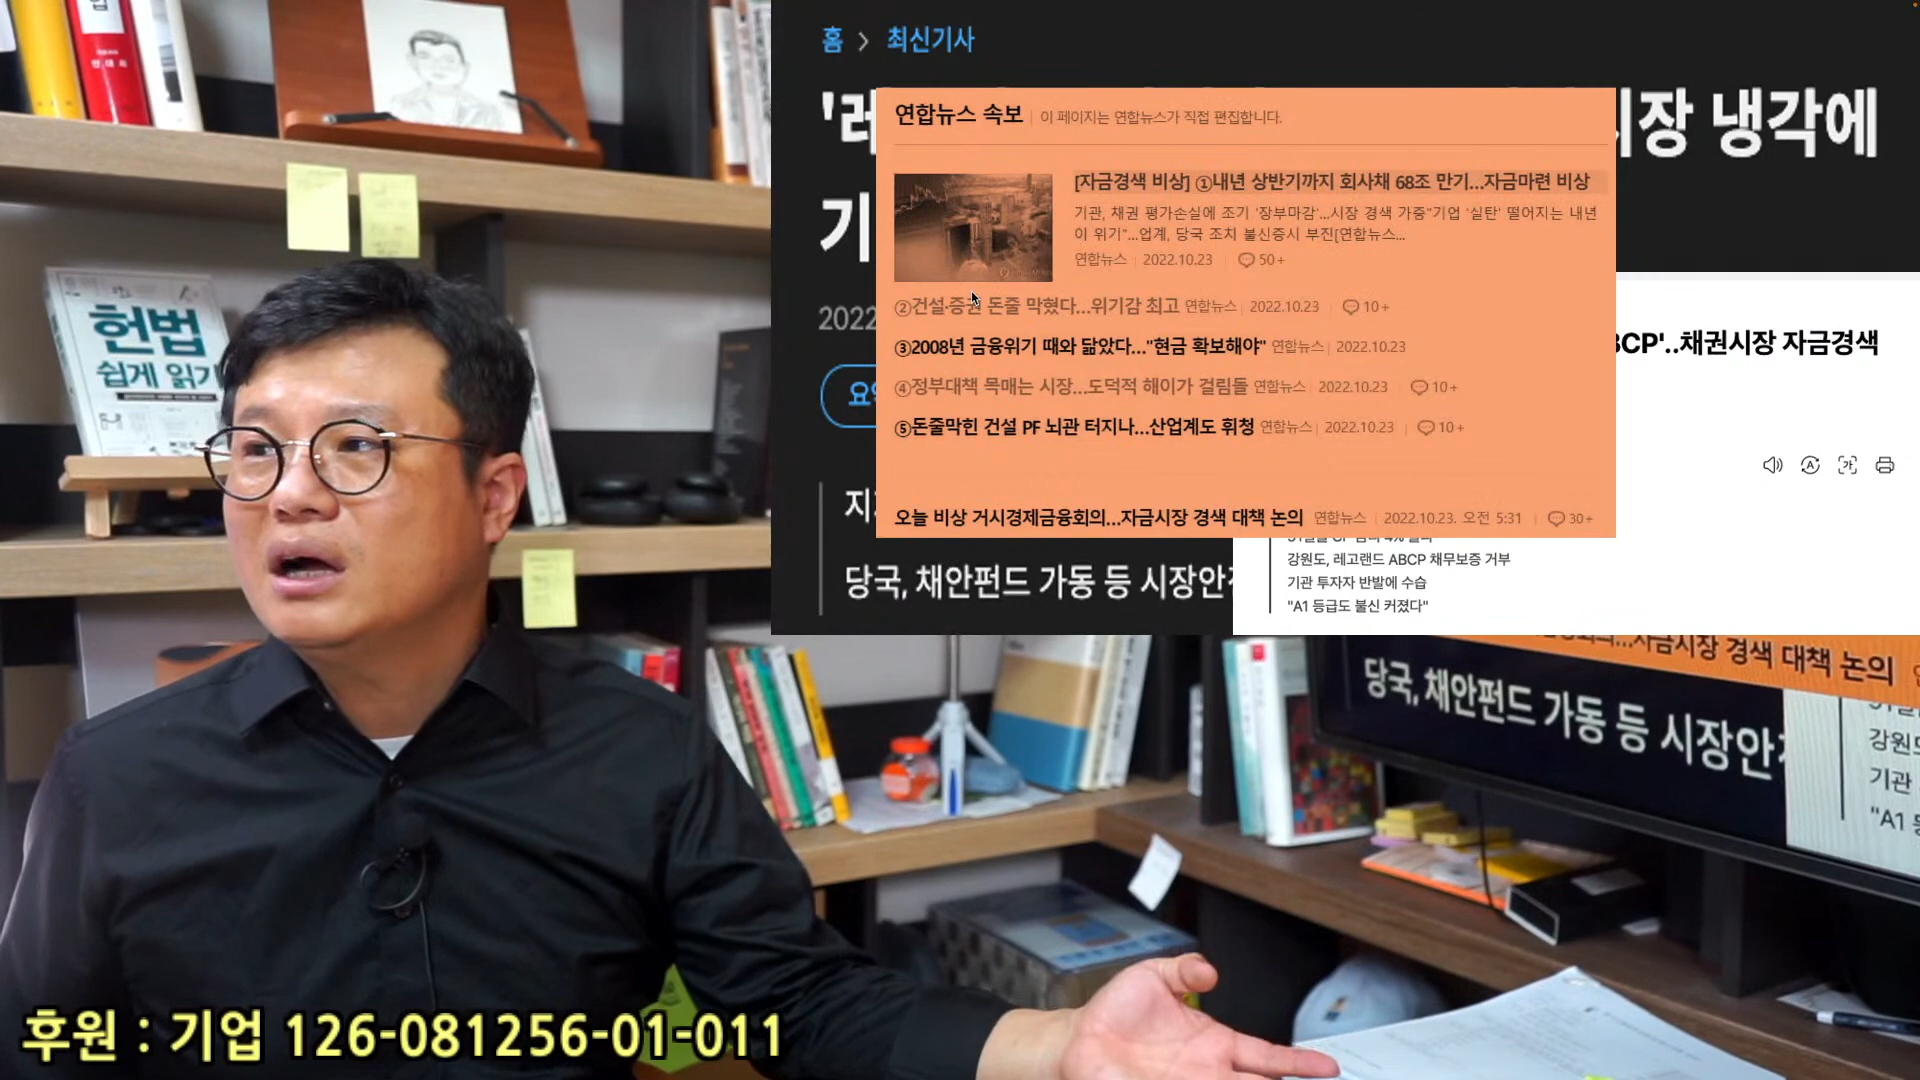 홈 > 최신기사
'레
시장 냉각에
기
연합뉴스 속보 | 이 페이지는 연합뉴스가 직접 편집합니다.
[자금경색 비상] ①내년 상반기까지 회사채 68조 만기...자금마련 비상
기관, 채권 평가손실에 조기 '장부마감'...시장 경색 가중"기업 '실탄' 떨어지는 내년
이 위기"...업계, 당국 조치 불신증시 부진[연합뉴스...
연합뉴스 | 2022.10.23 | 50+
②건설·증권 돈줄 막혔다...위기감 최고 연합뉴스 | 2022.10.23 | 10+
③2008년 금융위기 때와 닮았다..."현금 확보해야" 연합뉴스 | 2022.10.23
④정부대책 목매는 시장...도덕적 해이가 걸림돌 연합뉴스 | 2022.10.23 | 10+
⑤돈줄막힌 건설 PF 뇌관 터지나...산업계도 휘청 연합뉴스 | 2022.10.23 | 10+
오늘 비상 거시경제금융회의...자금시장 경색 대책 논의 연합뉴스 | 2022.10.23. 오전 5:31 | 30+
2022
요
BCP'..채권시장 자금경색
가
당국, 채안펀드 가동 등 시장안
강원도, 레고랜드 ABCP 채무보증 거부
기관 투자자 반발에 수습
"A1 등급도 불신 커졌다"
헌법
쉽게 읽기
자금시장 경색 대책 논의
당국, 채안펀드 가동 등 시장안
강원도
기관
"A1
후원 : 기업 126-081256-01-011